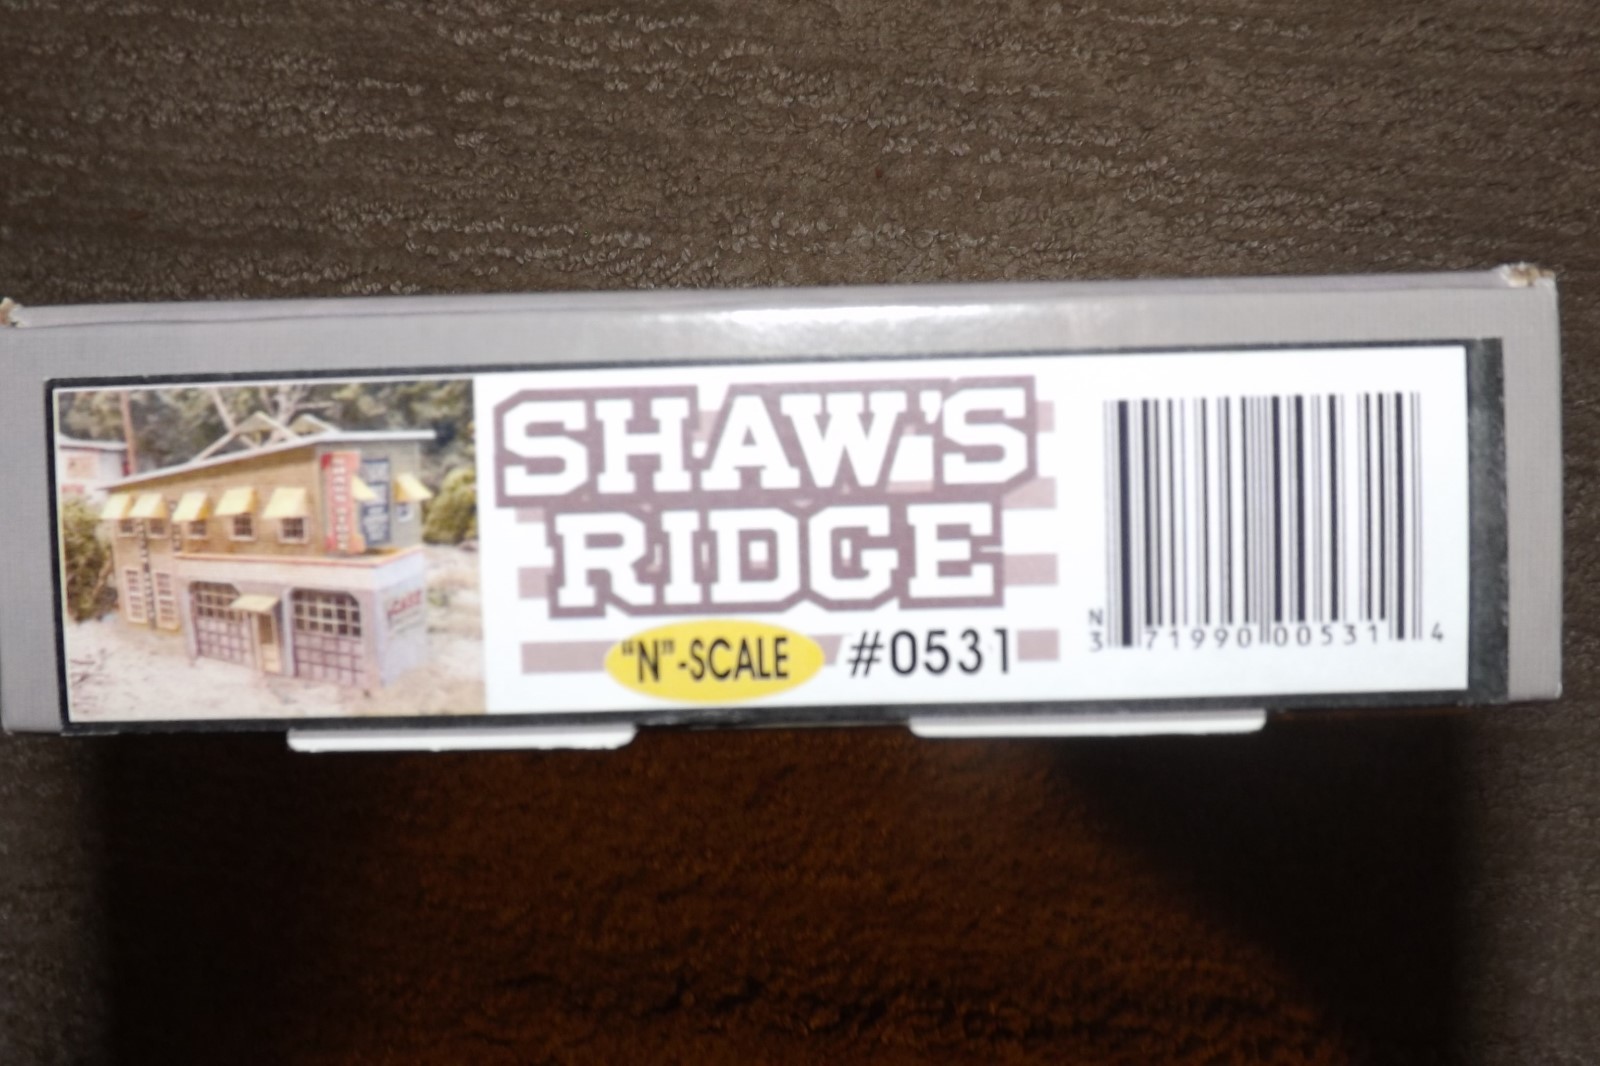 SHAW'S
RIDGE
"N"-SCALE #0531
N
3 71990 00531 4